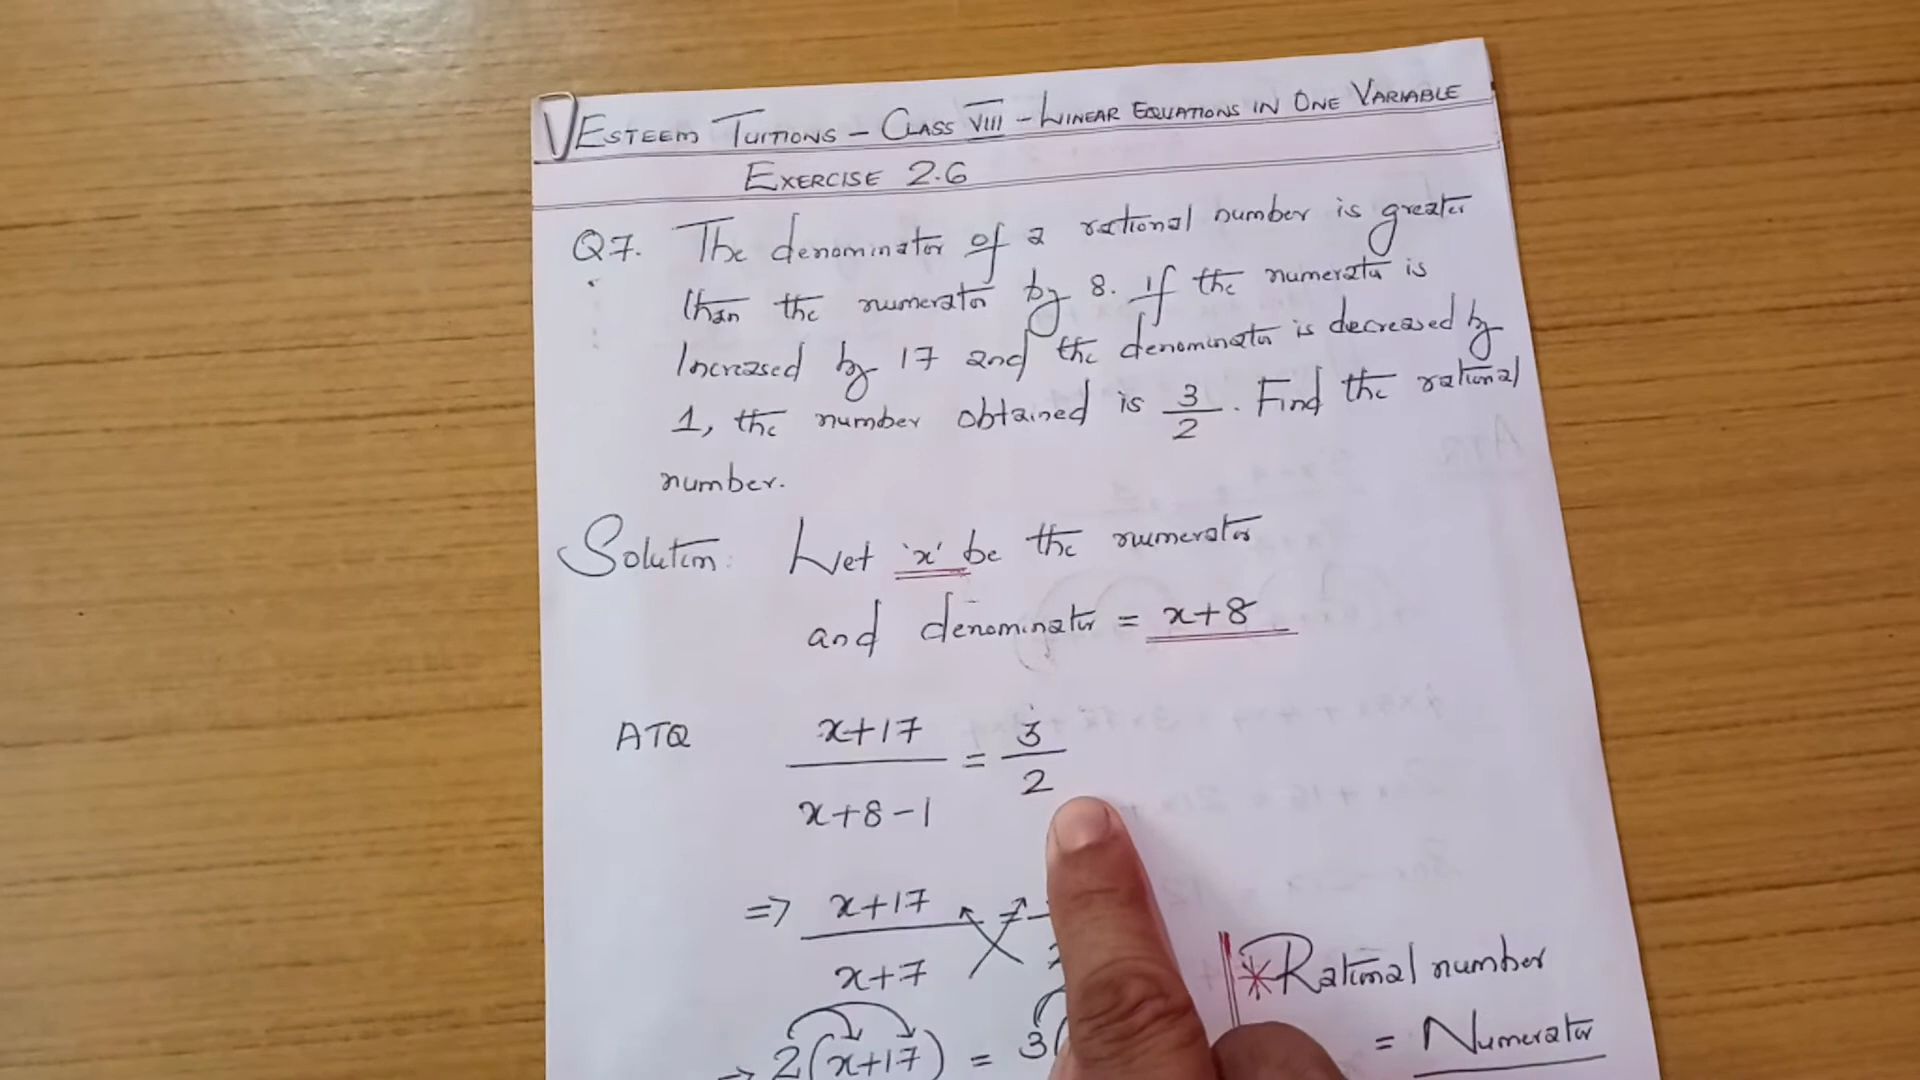 VESTEEM TUITIONS - CLASS VIII - LINEAR EQUATIONS IN ONE VARIABLE
EXERCISE 2.6
Q7. The denominator of a rational number is greater
than the numerator by 8. If the numerator is
increased by 17 and the denominator is decreased by
1, the number obtained is 3/2. Find the rational
number.
Solution: Let 'x' be the numerator
and denominator = x+8
ATQ x+17/x+8-1 = 3/2
=> x+17/x+7 =
=> 2(x+17) = 3(
* Rational number
= Numerator